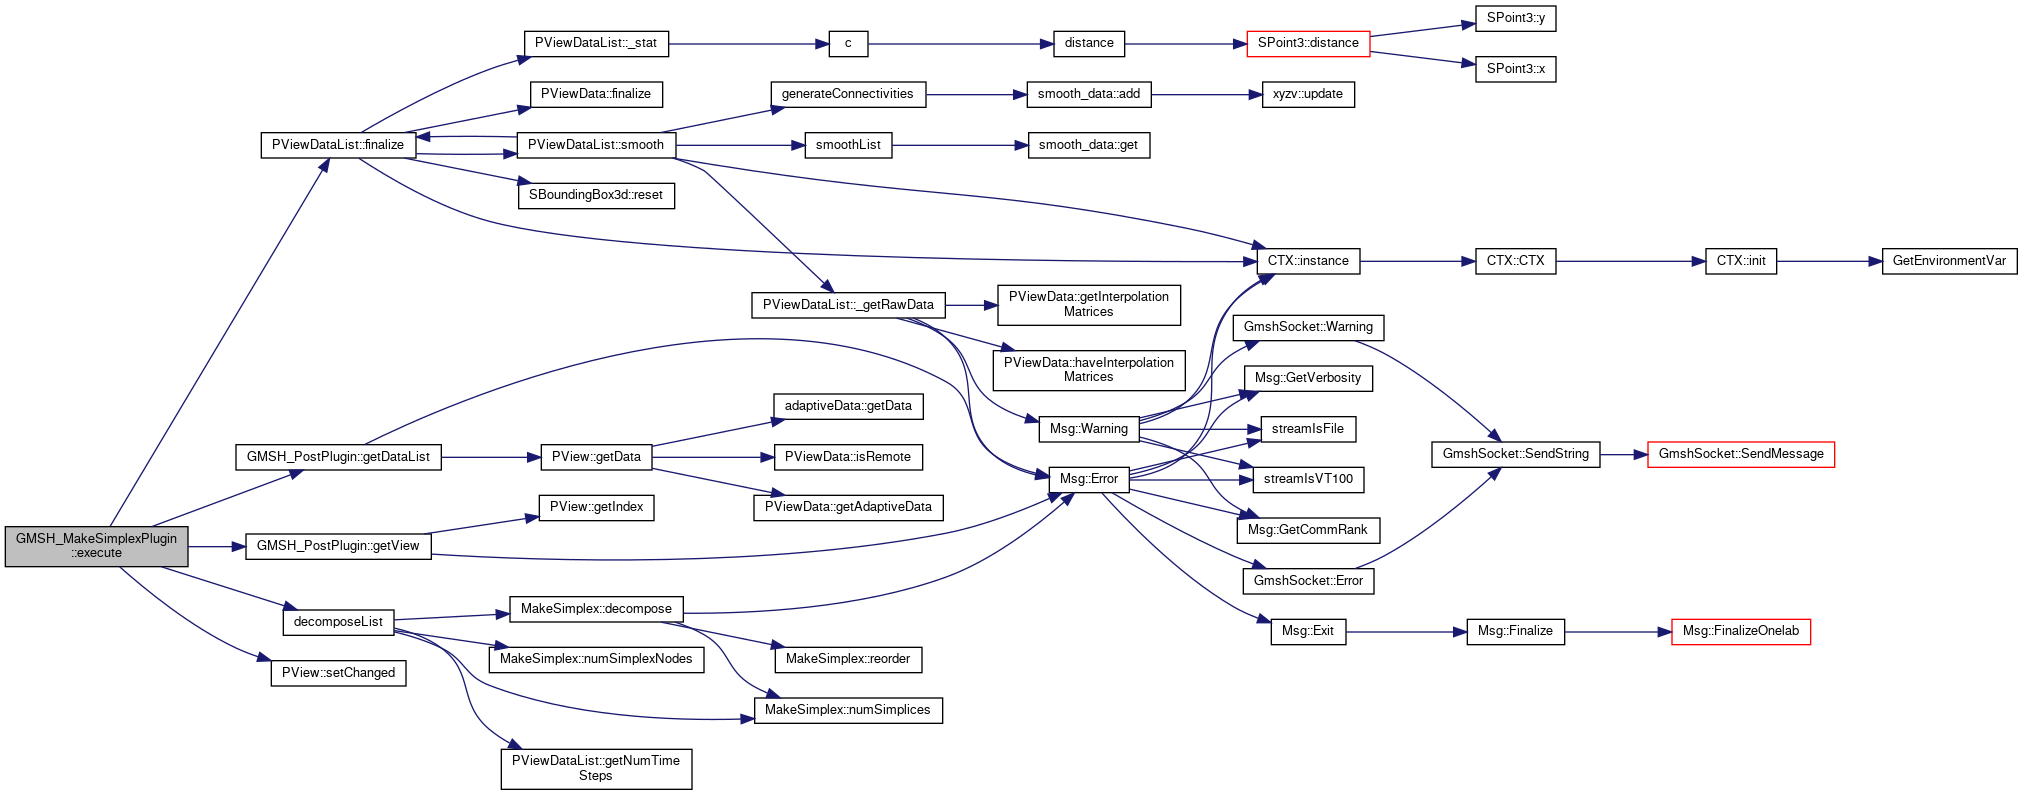 GMSH_MakeSimplexPlugin
::execute
PViewDataList::finalize
GMSH_PostPlugin::getDataList
GMSH_PostPlugin::getView
decomposeList
PView::setChanged
PViewDataList::_stat
PViewData::finalize
PViewDataList::smooth
SBoundingBox3d::reset
PView::getData
PView::getIndex
MakeSimplex::decompose
MakeSimplex::numSimplexNodes
PViewDataList::getNumTime
Steps
c
generateConnectivities
smoothList
PViewDataList::_getRawData
adaptiveData::getData
PViewData::isRemote
PViewData::getAdaptiveData
MakeSimplex::reorder
MakeSimplex::numSimplices
distance
smooth_data::add
smooth_data::get
PViewData::getInterpolation
Matrices
PViewData::haveInterpolation
Matrices
Msg::Warning
Msg::Error
SPoint3::distance
xyzv::update
CTX::instance
GmshSocket::Warning
Msg::GetVerbosity
streamIsFile
streamIsVT100
Msg::GetCommRank
GmshSocket::Error
Msg::Exit
SPoint3::y
SPoint3::x
CTX::CTX
GmshSocket::SendString
Msg::Finalize
CTX::init
GmshSocket::SendMessage
Msg::FinalizeOnelab
GetEnvironmentVar